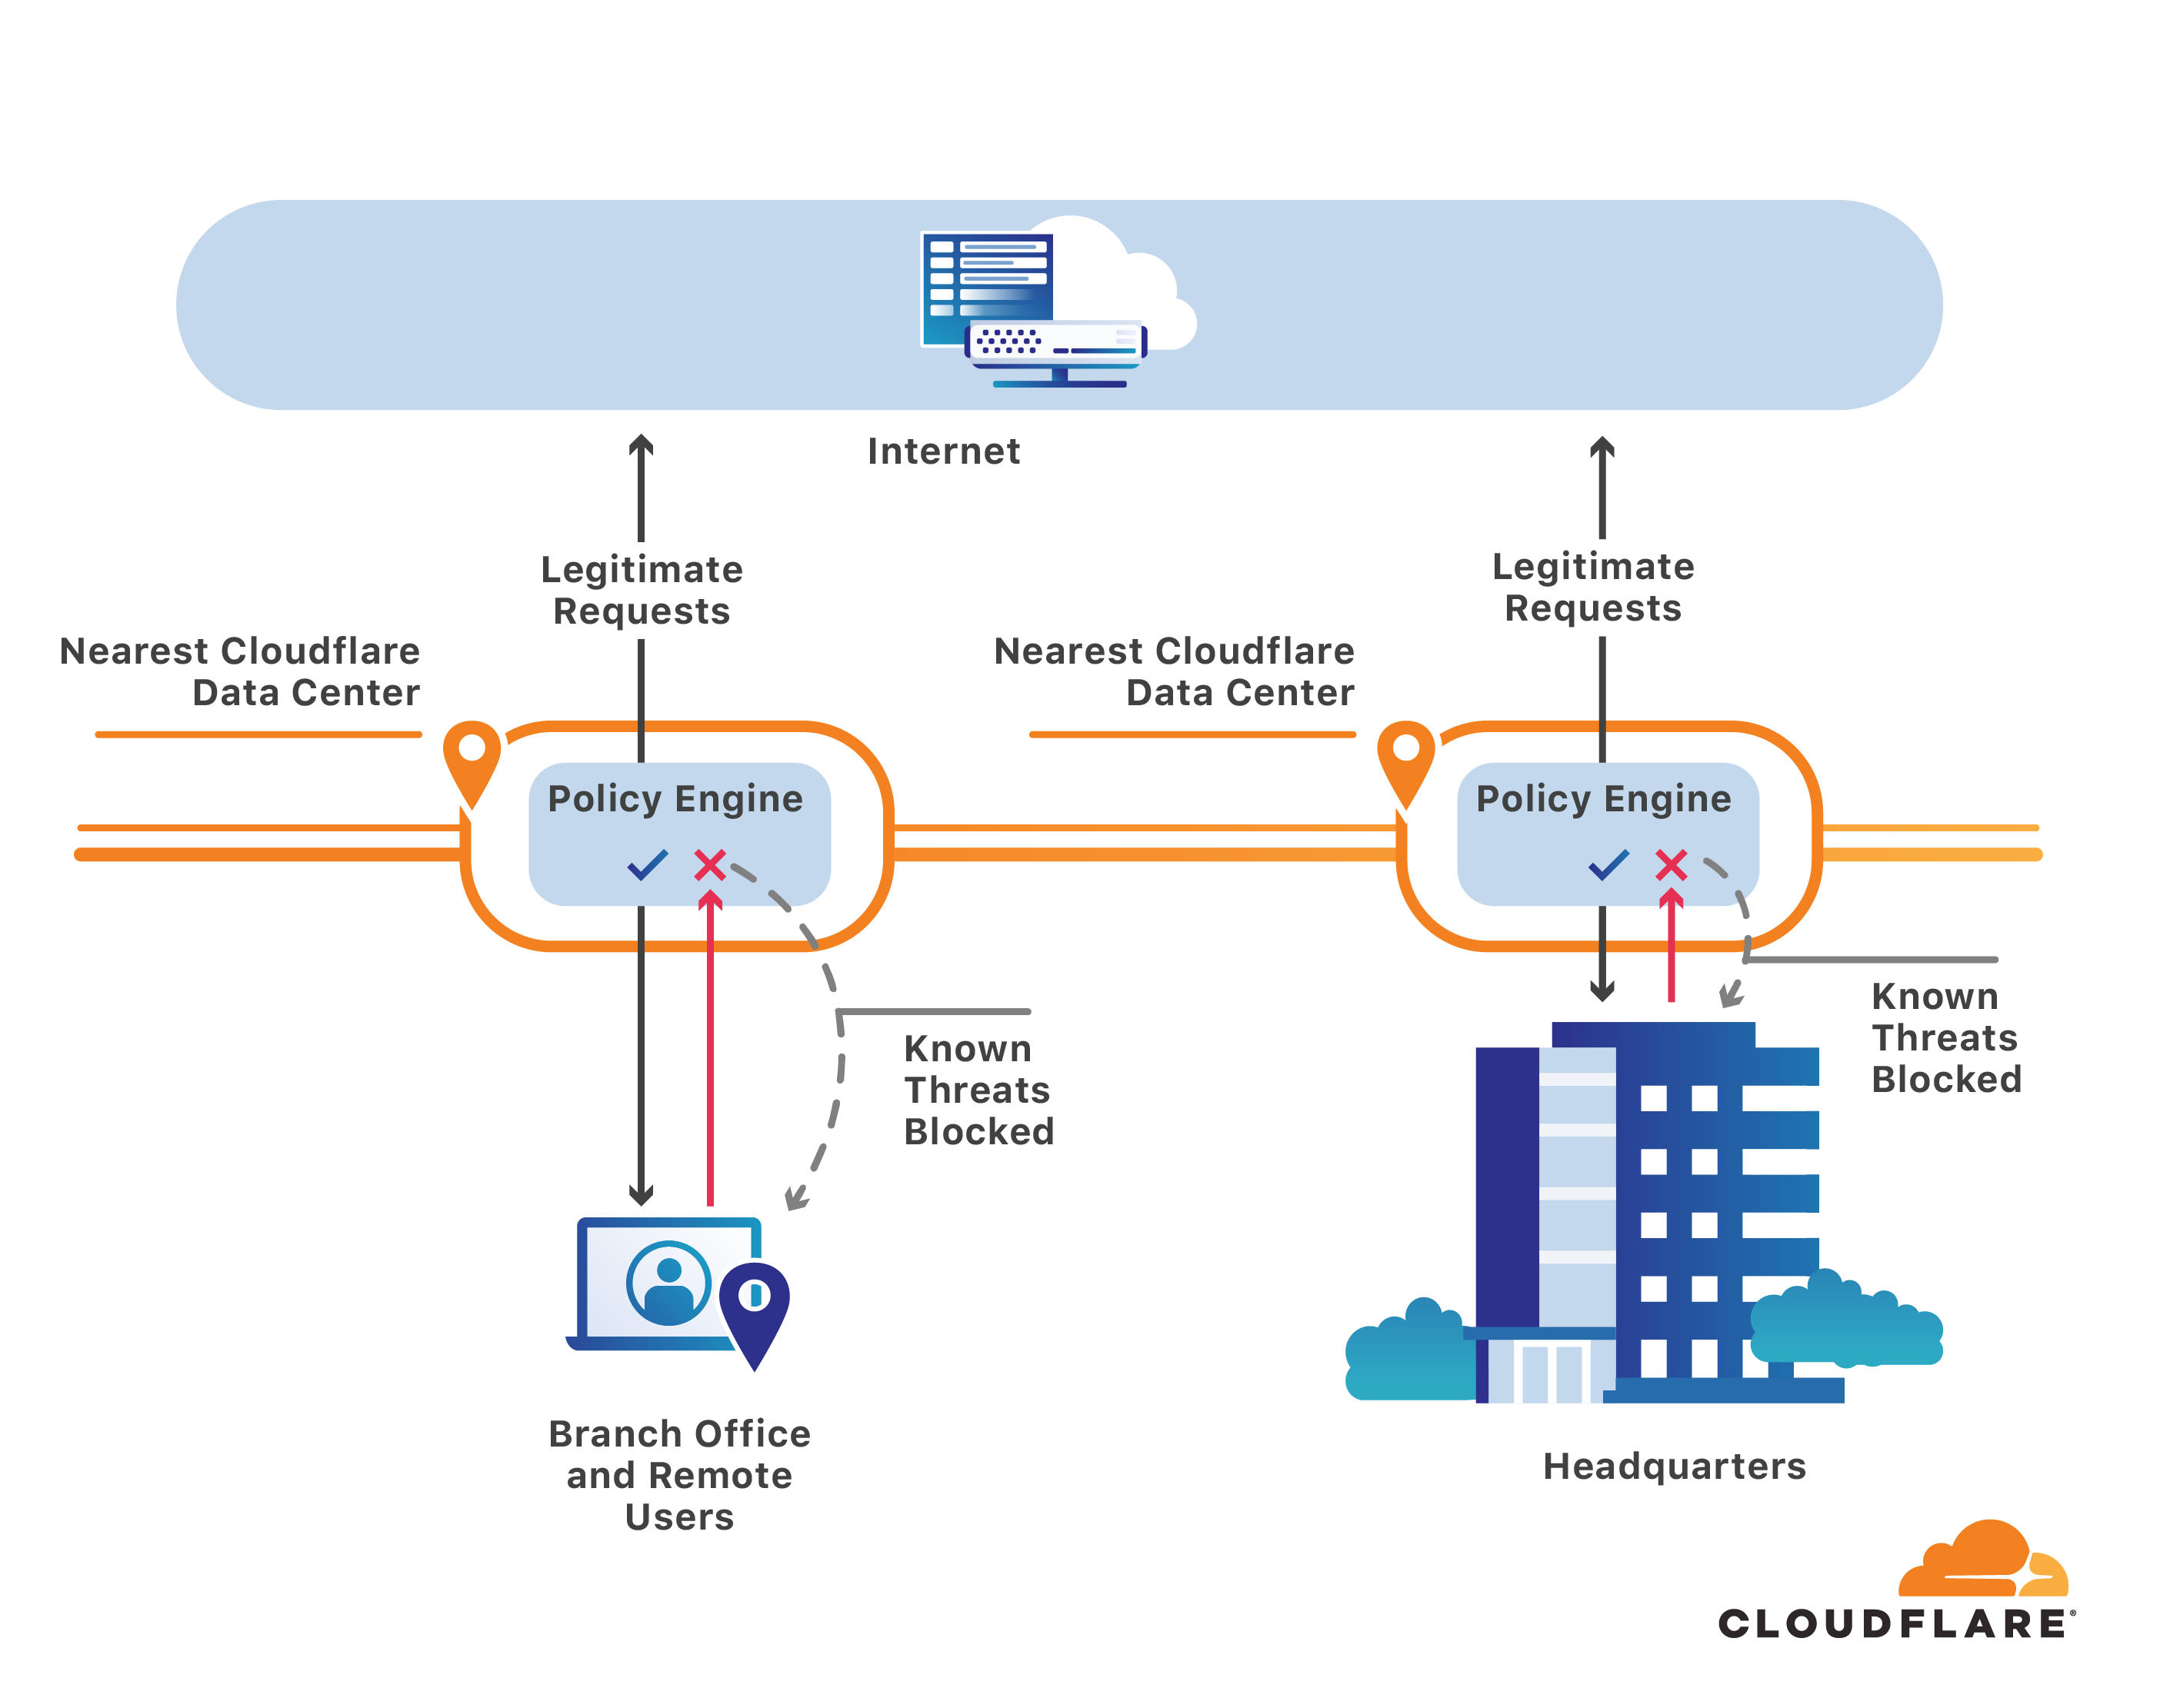 Internet
Legitimate
Requests
Nearest Cloudflare
Data Center
Policy Engine
Known
Threats
Blocked
Branch Office
and Remote
Users
Legitimate
Requests
Nearest Cloudflare
Data Center
Policy Engine
Known
Threats
Blocked
Headquarters
CLOUDFLARE®